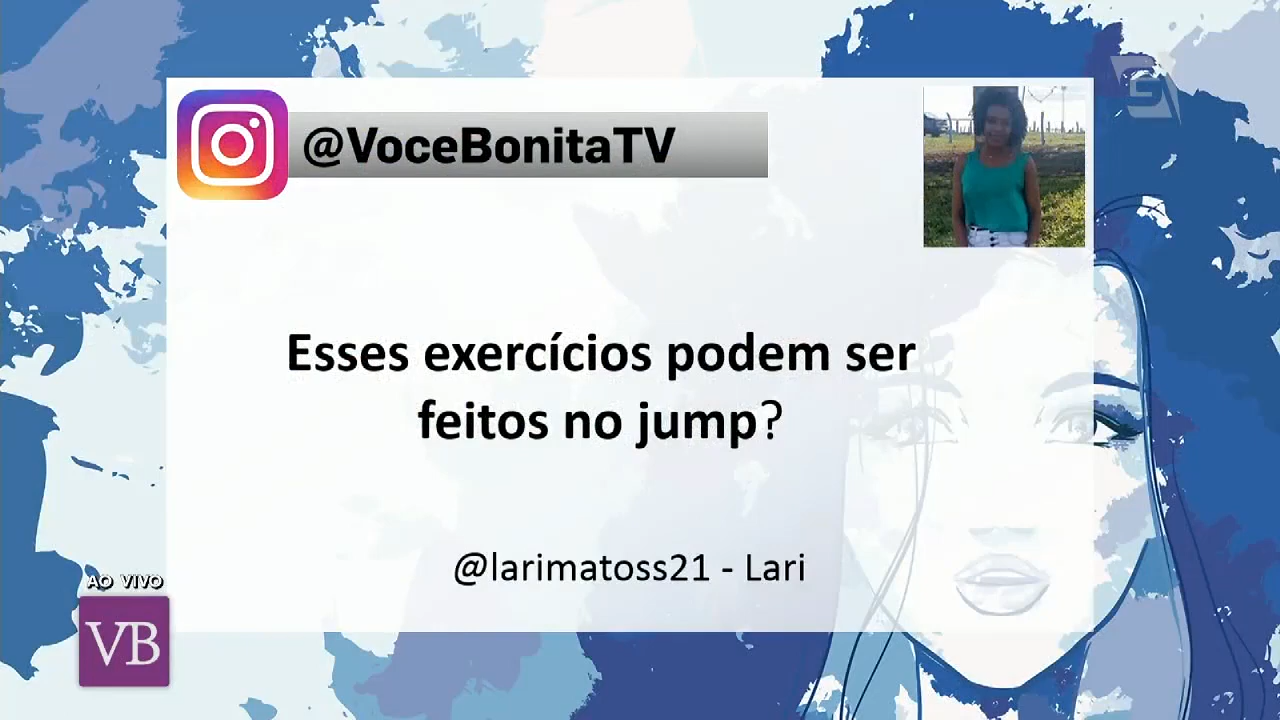 @VoceBonitaTV
Esses exercícios podem ser
feitos no jump?
@larimatoss21 - Lari
AO VIVO
VB